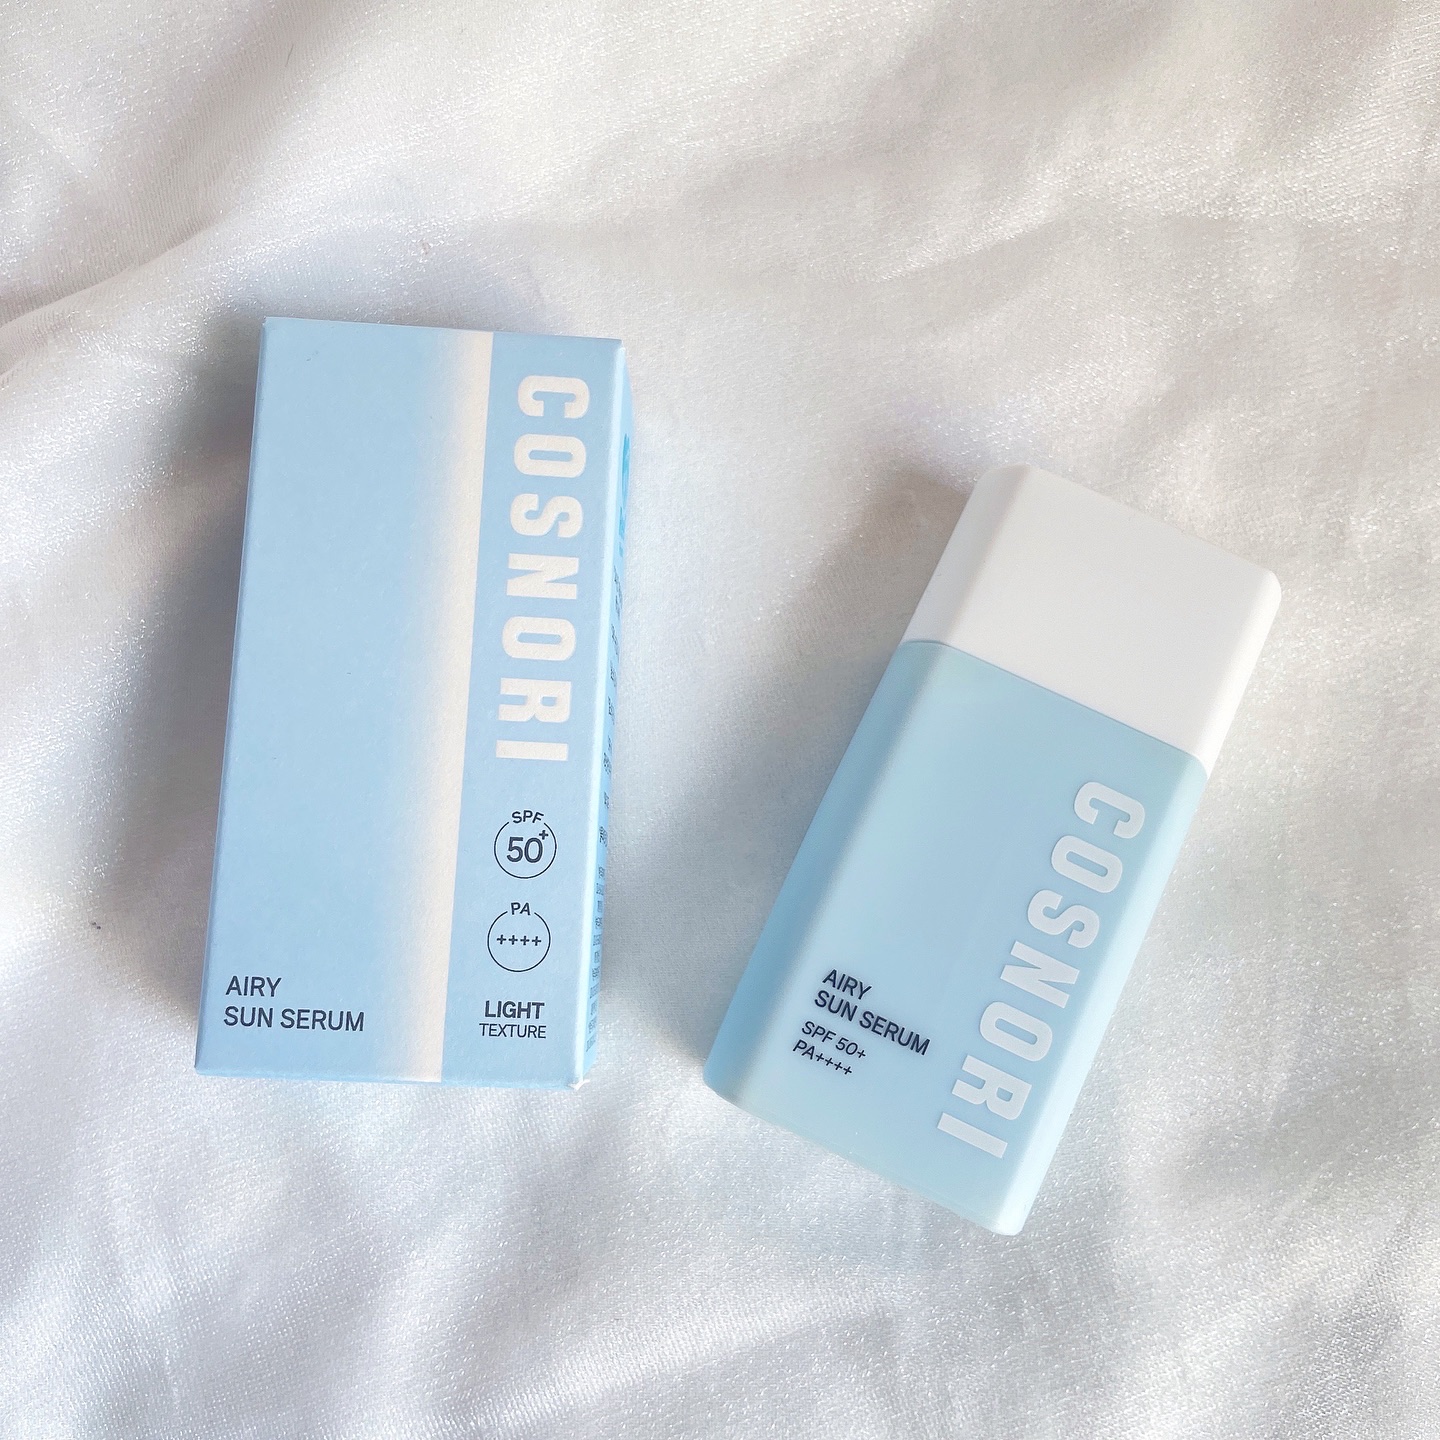 COSNORI
SPF
50+
PA
++++
LIGHT
TEXTURE
AIRY
SUN SERUM
COSNORI
AIRY
SUN SERUM
SPF 50+
PA++++